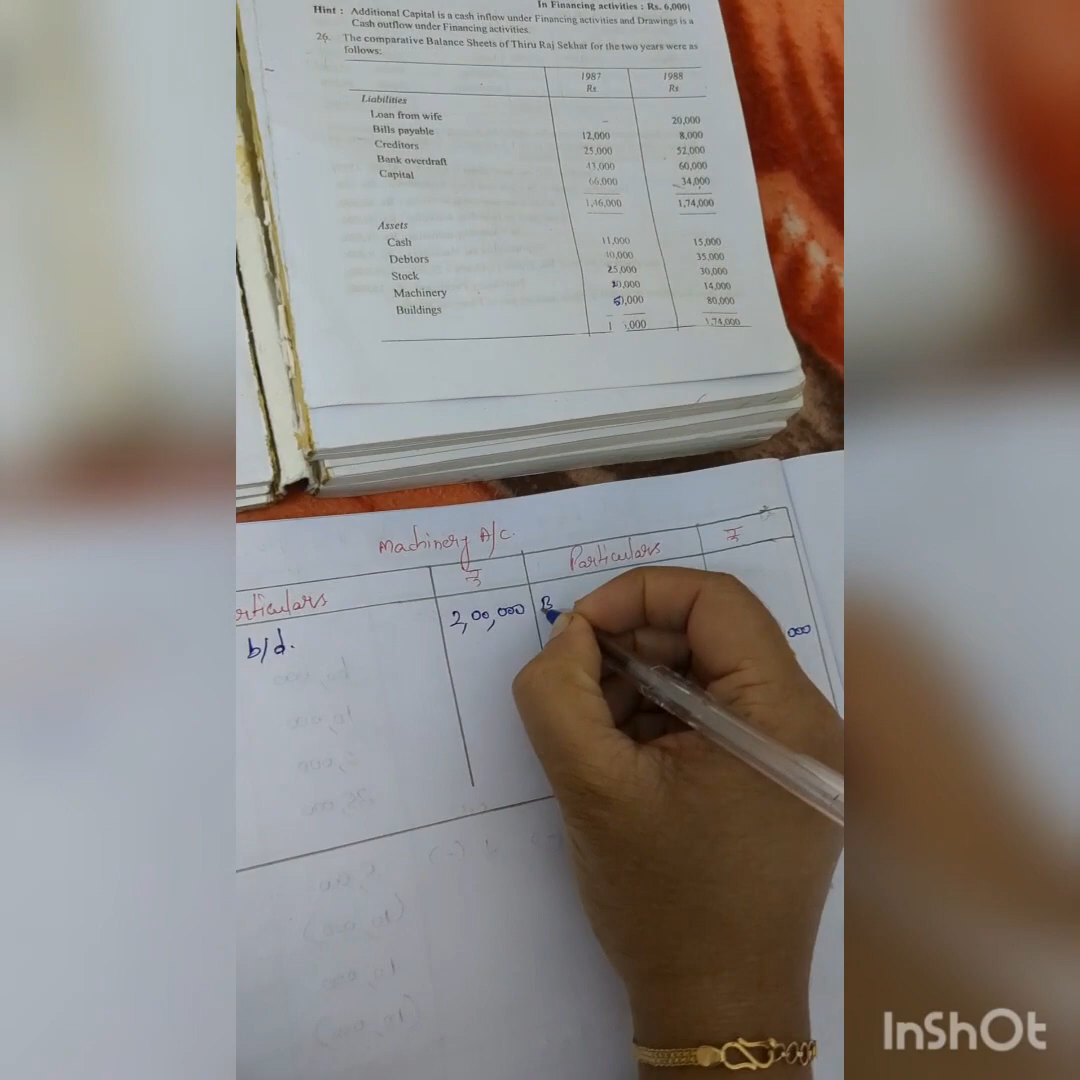 In Financing activities : Rs. 6,000]
Hint : Additional Capital is a cash inflow under Financing activities and Drawings is a
Cash outflow under Financing activities.
26. The comparative Balance Sheets of Thiru Raj Sekhar for the two years were as
follows:
1987 1988
Rs Rs
Liabilities
Loan from wife – 20,000
Bills payable 12,000 8,000
Creditors 25,000 52,000
Bank overdraft 43,000 60,000
Capital 66,000 34,000
1,46,000 1,74,000
Assets
Cash 11,000 15,000
Debtors 10,000 35,000
Stock 25,000 30,000
Machinery 14,000
Buildings 80,000
1,74,000
Machinery A/c.
₹ Particulars ₹
b/d. 2,00,000 B 000
InShOt